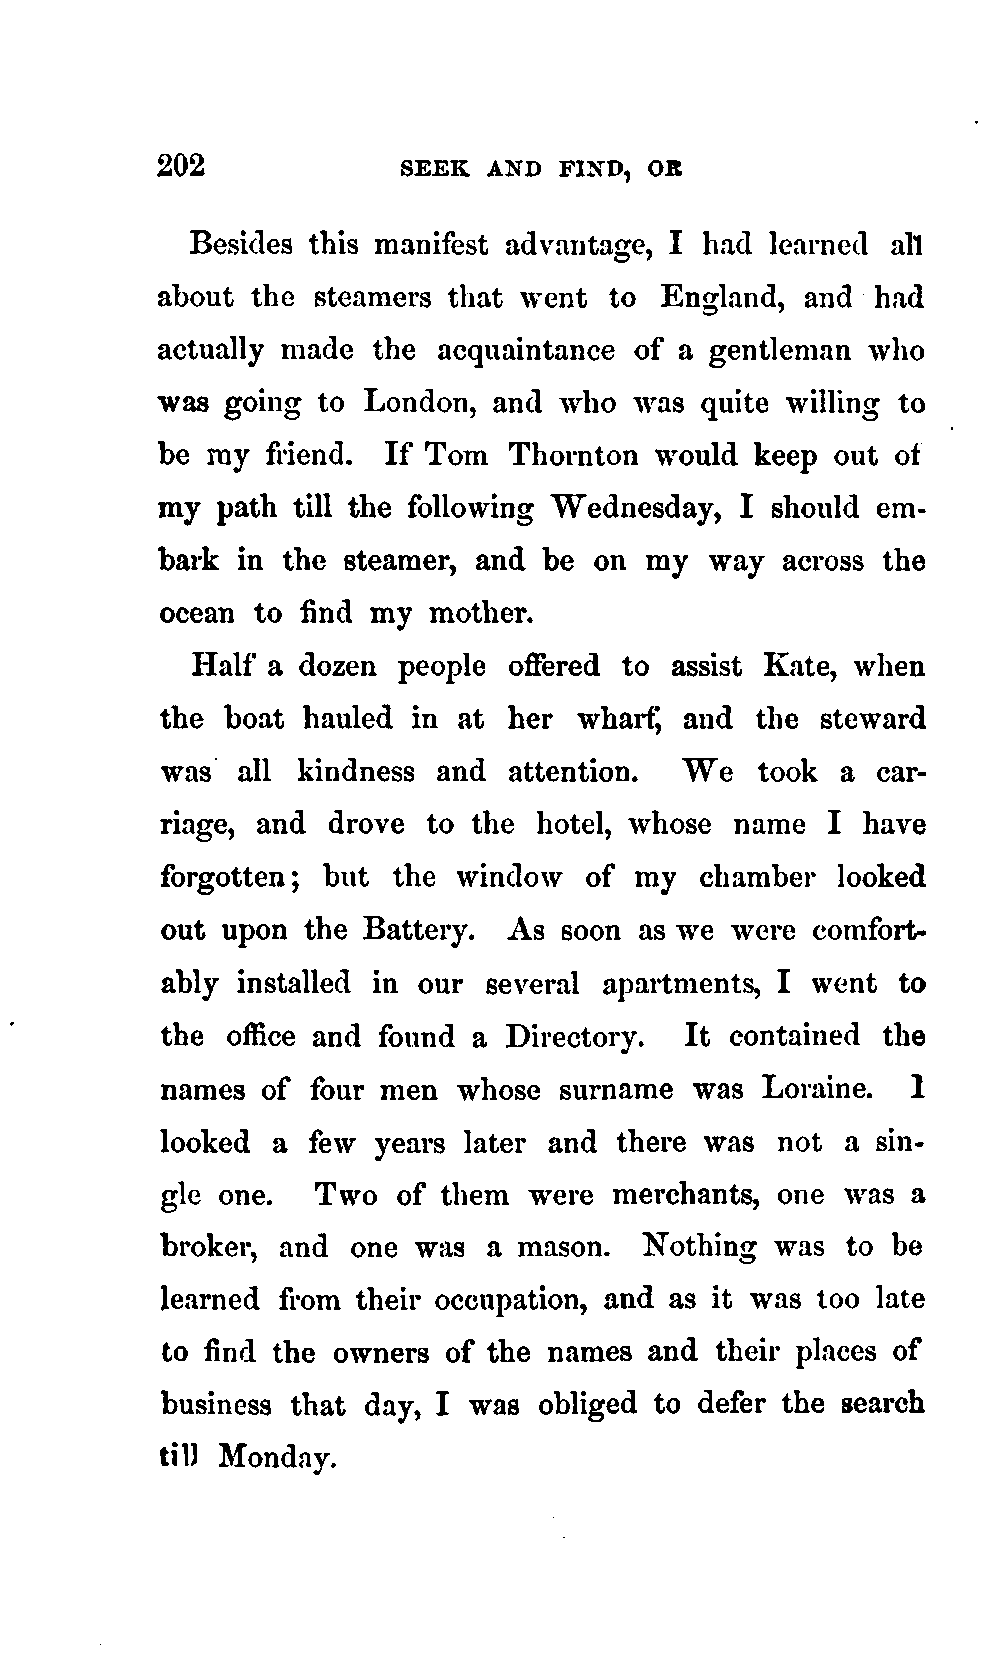 202 SEEK AND FIND, OR
Besides this manifest advantage, I had learned all
about the steamers that went to England, and had
actually made the acquaintance of a gentleman who
was going to London, and who was quite willing to
be my friend. If Tom Thornton would keep out of
my path till the following Wednesday, I should em-
bark in the steamer, and be on my way across the
ocean to find my mother.
Half a dozen people offered to assist Kate, when
the boat hauled in at her wharf, and the steward
was all kindness and attention. We took a car-
riage, and drove to the hotel, whose name I have
forgotten; but the window of my chamber looked
out upon the Battery. As soon as we were comfort-
ably installed in our several apartments, I went to
the office and found a Directory. It contained the
names of four men whose surname was Loraine. I
looked a few years later and there was not a sin-
gle one. Two of them were merchants, one was a
broker, and one was a mason. Nothing was to be
learned from their occupation, and as it was too late
to find the owners of the names and their places of
business that day, I was obliged to defer the search
till Monday.